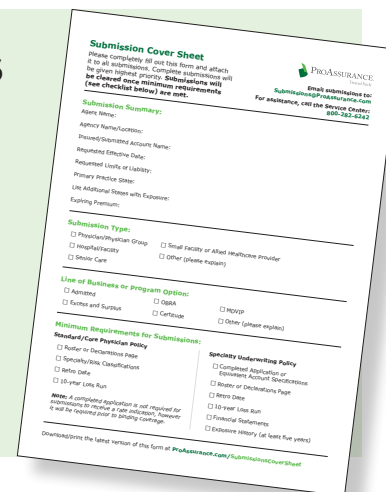 Submission Cover Sheet
Please completely fill out this form and attach
it to all submissions. Complete submissions will
be given highest priority. Submissions will
be cleared once minimum requirements
(see checklist below) are met.
PROASSURANCE
Email submissions to:
Submissions@ProAssurance.com
For assistance, call the Service Center:
800-282-6242
Submission Summary:
Agent Name:
Agency Name/Location:
Insured/Submitted Account Name:
Requested Effective Date:
Requested Limits of Liability:
Primary Practice State:
List Additional States with Exposure:
Expiring Premium:
Submission Type:
☐ Physician/Physician Group
☐ Small Facility or Allied Healthcare Provider
☐ Hospital/Facility
☐ Other (please explain)
☐ Senior Care
Line of Business or Program Option:
☐ Admitted
☐ OB&RA
☐ MDVIP
☐ Excess and Surplus
☐ Certitude
☐ Other (please explain)
Minimum Requirements for Submissions:
Standard/Core Physician Policy
☐ Roster or Declarations Page
☐ Specialty/Risk Classifications
☐ Retro Date
☐ 10-year Loss Run
Note: A completed application is not required for
submissions to receive a rate indication, however
it will be required prior to binding coverage.
Specialty Underwriting Policy
☐ Completed Application or
Equivalent Account Specifications
☐ Roster or Declarations Page
☐ Retro Date
☐ 10-year Loss Run
☐ Financial Statements
☐ Exposure History (at least five years)
Download/print the latest version of this form at ProAssurance.com/SubmissionsCoverSheet